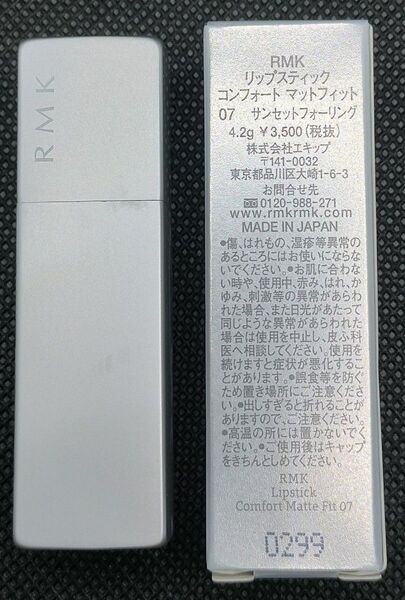 RMK
RMK
リップスティック
コンフォート マットフィット
07 サンセットフォーリング
4.2g ￥3,500(税抜)
株式会社エキップ
〒141-0032
東京都品川区大崎1-6-3
お問合せ先
0120-988-271
www.rmkrmk.com
MADE IN JAPAN
●傷、はれもの、湿疹等異常の
あるところにはお使いにならな
いでください。●お肌に合わな
い時や、使用中、赤み、はれ、か
ゆみ、刺激等の異常があらわ
れた場合、また日光があたって
同じような異常があらわれた
場合は使用を中止し、皮ふ科
医へ相談してください。使用を
続けますと症状が悪化するこ
とがあります。●誤食等を防ぐ
ため置き場所にご注意くださ
い。●出しすぎると折れることが
ありますので、ご注意ください。
●高温の所には置かないでく
ださい。●ご使用後はキャップ
をきちんとしめてください。
RMK
Lipstick
Comfort Matte Fit 07
0299